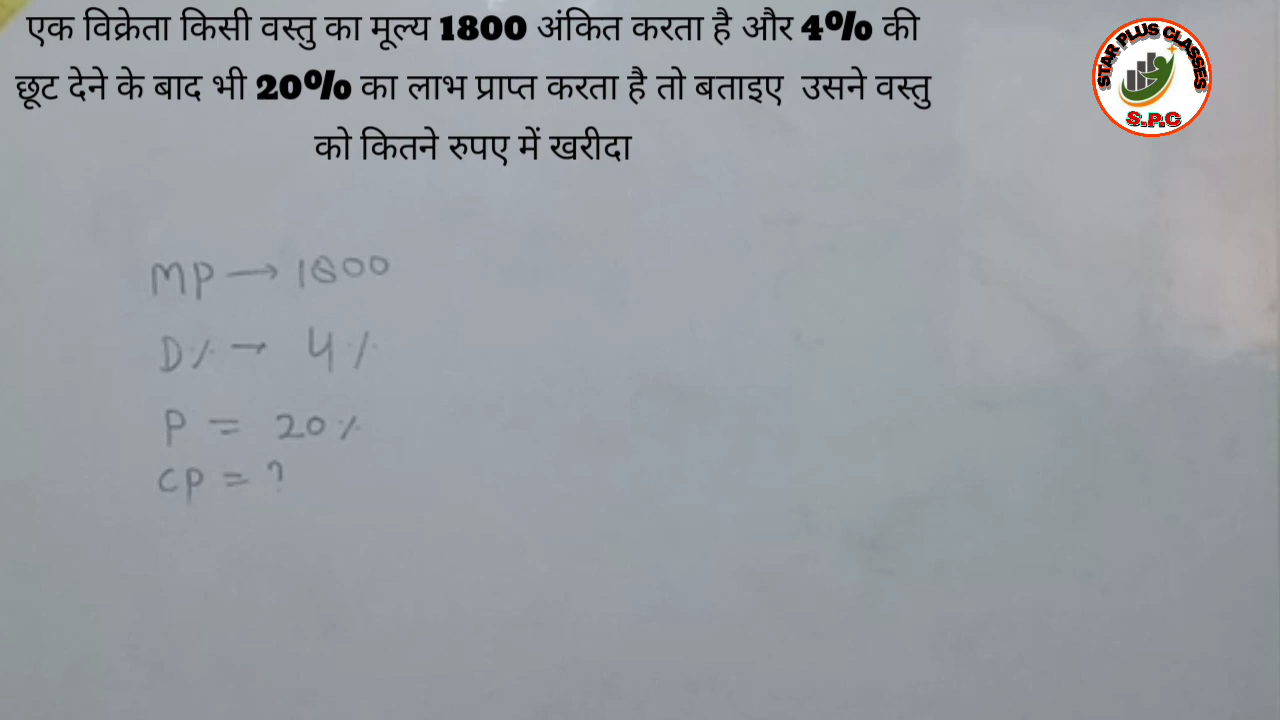 एक विक्रेता किसी वस्तु का मूल्य 1800 अंकित करता है और 4% की
छूट देने के बाद भी 20% का लाभ प्राप्त करता है तो बताइए उसने वस्तु
को कितने रुपए में खरीदा
STAR PLUS CLASSES
S.P.C
MP → 1800
D% → 4%
P = 20%
CP = ?